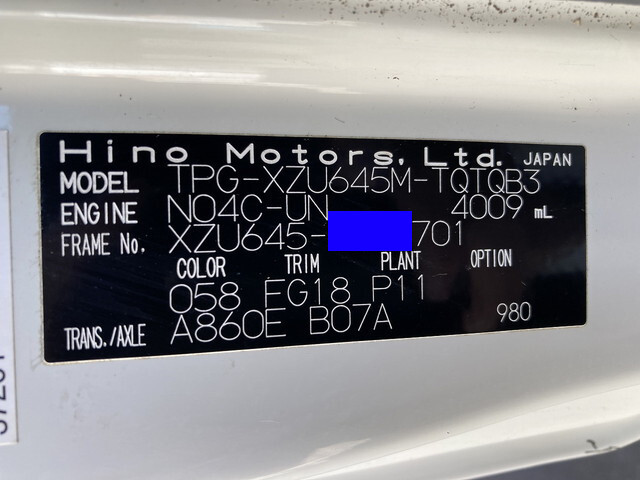 Hino Motors, Ltd. JAPAN
MODEL TPG-XZU645M-TQTQB3
ENGINE N04C-UN 4009 mL
FRAME No. XZU645- 701
COLOR TRIM PLANT OPTION
058 FG18 P11
TRANS./AXLE A860E B07A 980